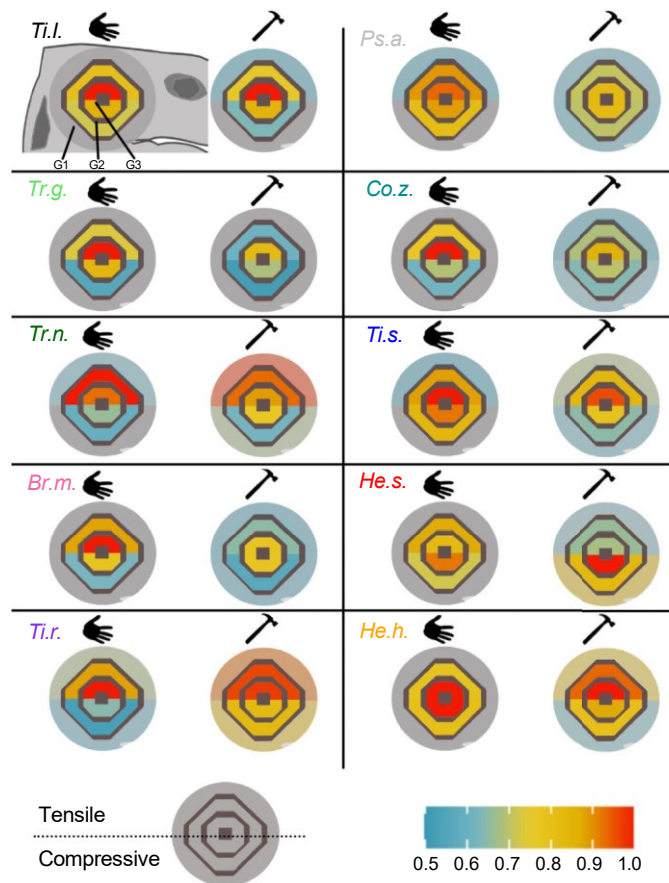 Ti.l.
Ps.a.
G1 G2 G3
Tr.g.
Co.z.
Tr.n.
Ti.s.
Br.m.
He.s.
Ti.r.
He.h.
Tensile
Compressive
0.5 0.6 0.7 0.8 0.9 1.0